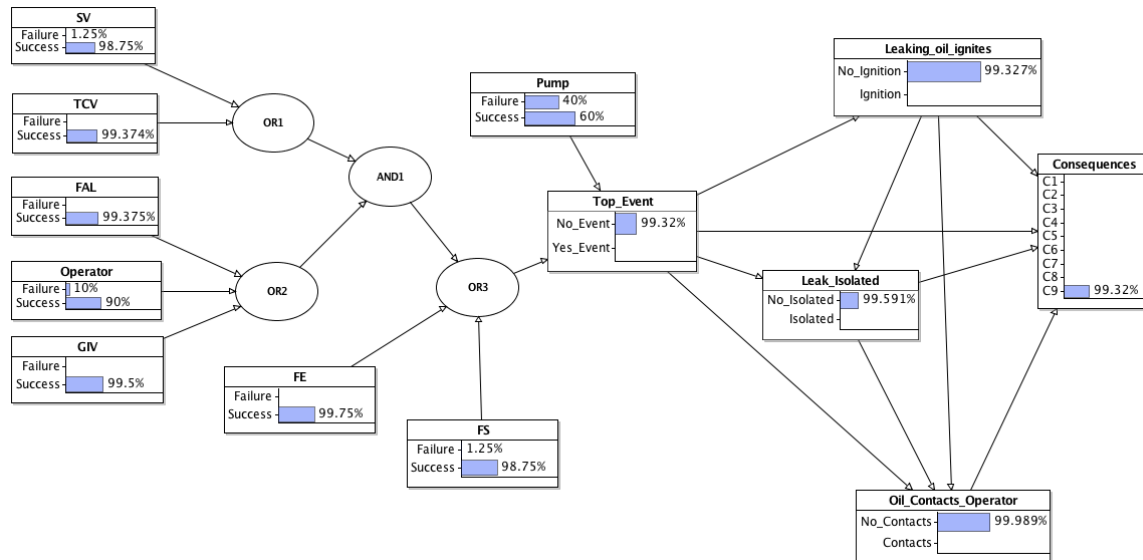 SV
Failure 1.25%
Success 98.75%
TCV
Failure
Success 99.374%
OR1
FAL
Failure
Success 99.375%
AND1
Operator
Failure 10%
Success 90%
OR2
GIV
Failure
Success 99.5%
OR3
FE
Failure
Success 99.75%
FS
Failure 1.25%
Success 98.75%
Pump
Failure 40%
Success 60%
Top_Event
No_Event 99.32%
Yes_Event
Leaking_oil_ignites
No_Ignition 99.327%
Ignition
Leak_Isolated
No_Isolated 99.591%
Isolated
Consequences
C1
C2
C3
C4
C5
C6
C7
C8
C9 99.32%
Oil_Contacts_Operator
No_Contacts 99.989%
Contacts